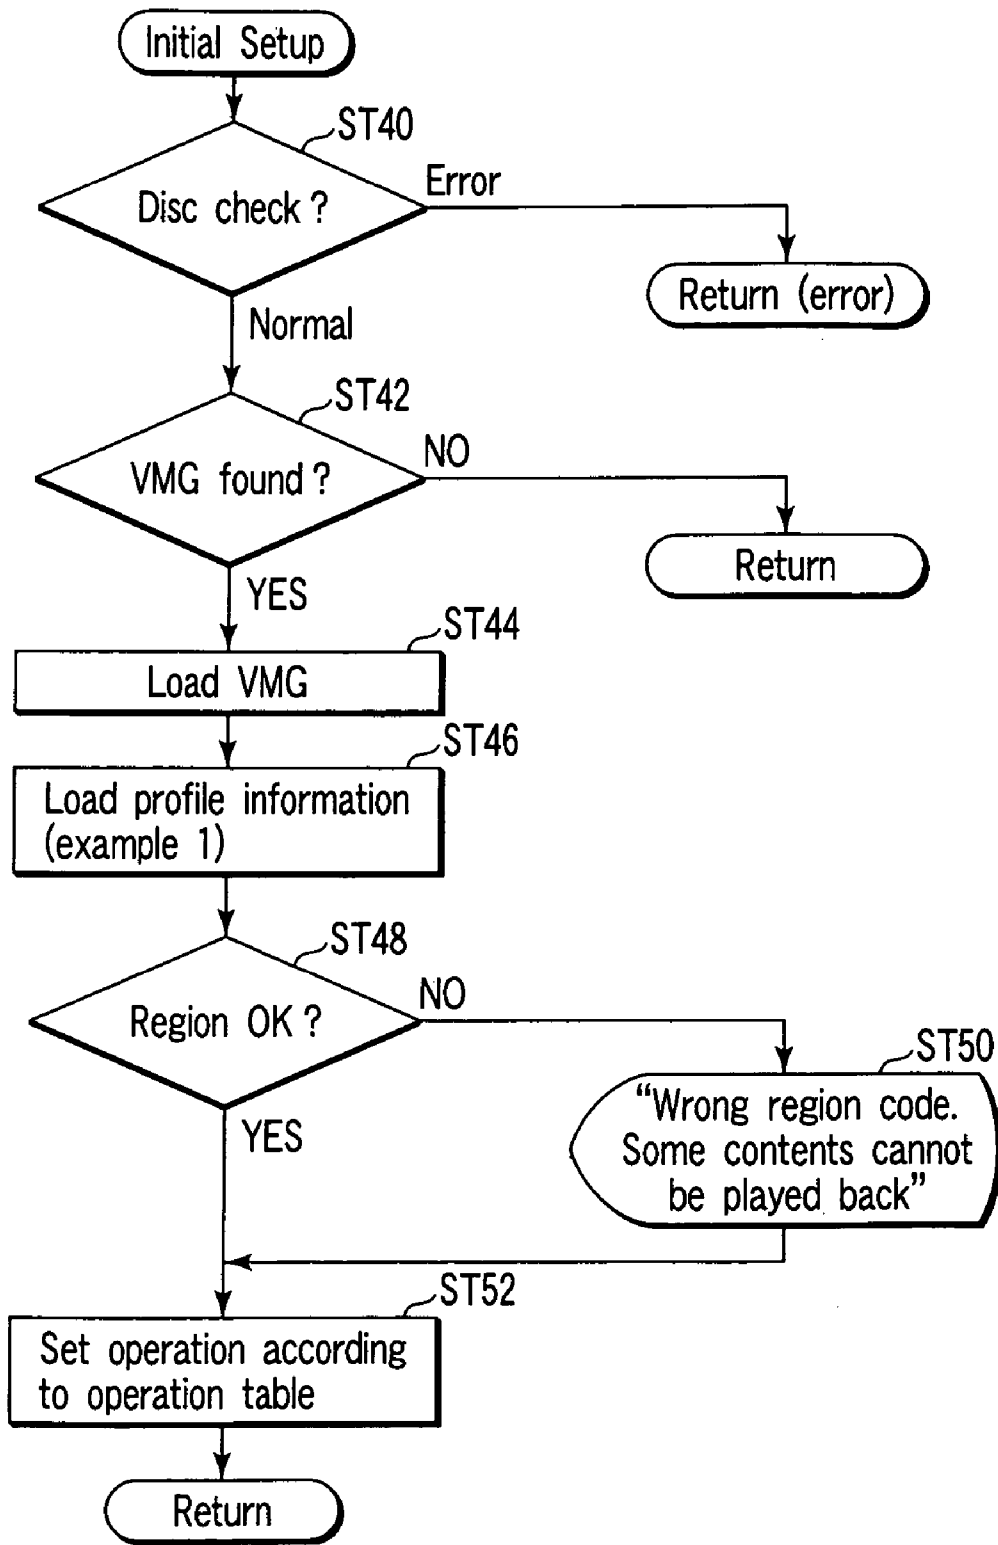 Initial Setup
ST40
Disc check?
Error
Return (error)
Normal
ST42
VMG found?
NO
Return
YES
ST44
Load VMG
ST46
Load profile information
(example 1)
ST48
Region OK?
NO
ST50
“Wrong region code.
Some contents cannot
be played back”
YES
ST52
Set operation according
to operation table
Return